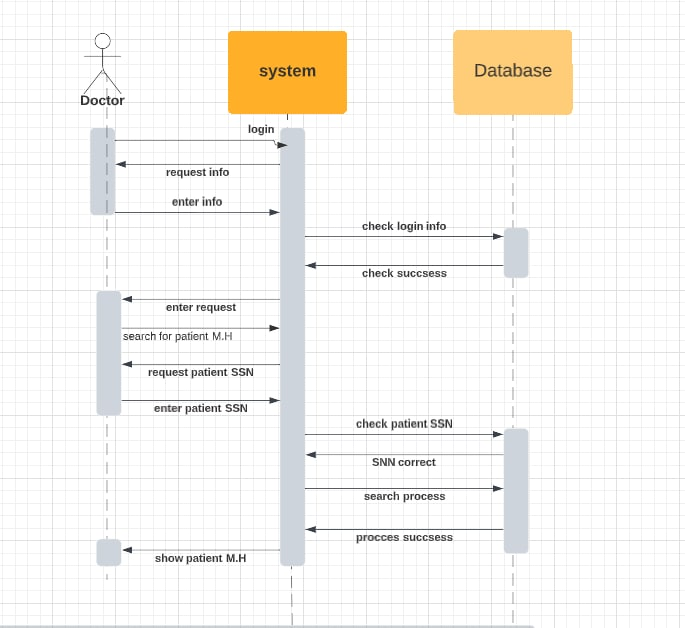 system
Database
Doctor
login
request info
enter info
check login info
check succsess
enter request
search for patient M.H
request patient SSN
enter patient SSN
check patient SSN
SNN correct
search process
procces succsess
show patient M.H